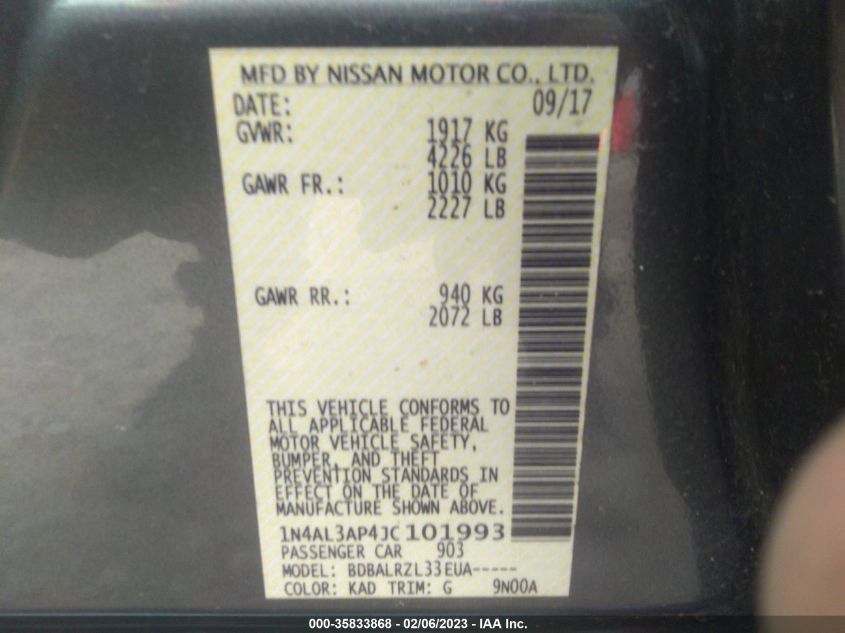 MFD BY NISSAN MOTOR CO., LTD.
DATE: 09/17
GVWR: 1917 KG
4226 LB
GAWR FR.: 1010 KG
2227 LB
GAWR RR.: 940 KG
2072 LB
THIS VEHICLE CONFORMS TO
ALL APPLICABLE FEDERAL
MOTOR VEHICLE SAFETY,
BUMPER, AND THEFT
PREVENTION STANDARDS IN
EFFECT ON THE DATE OF
MANUFACTURE SHOWN ABOVE.
1N4AL3AP4JC101993
PASSENGER CAR 903
MODEL: BDBALRZL33EUA-----
COLOR: KAD TRIM: G 9N00A
000-35833868 - 02/06/2023 - IAA Inc.